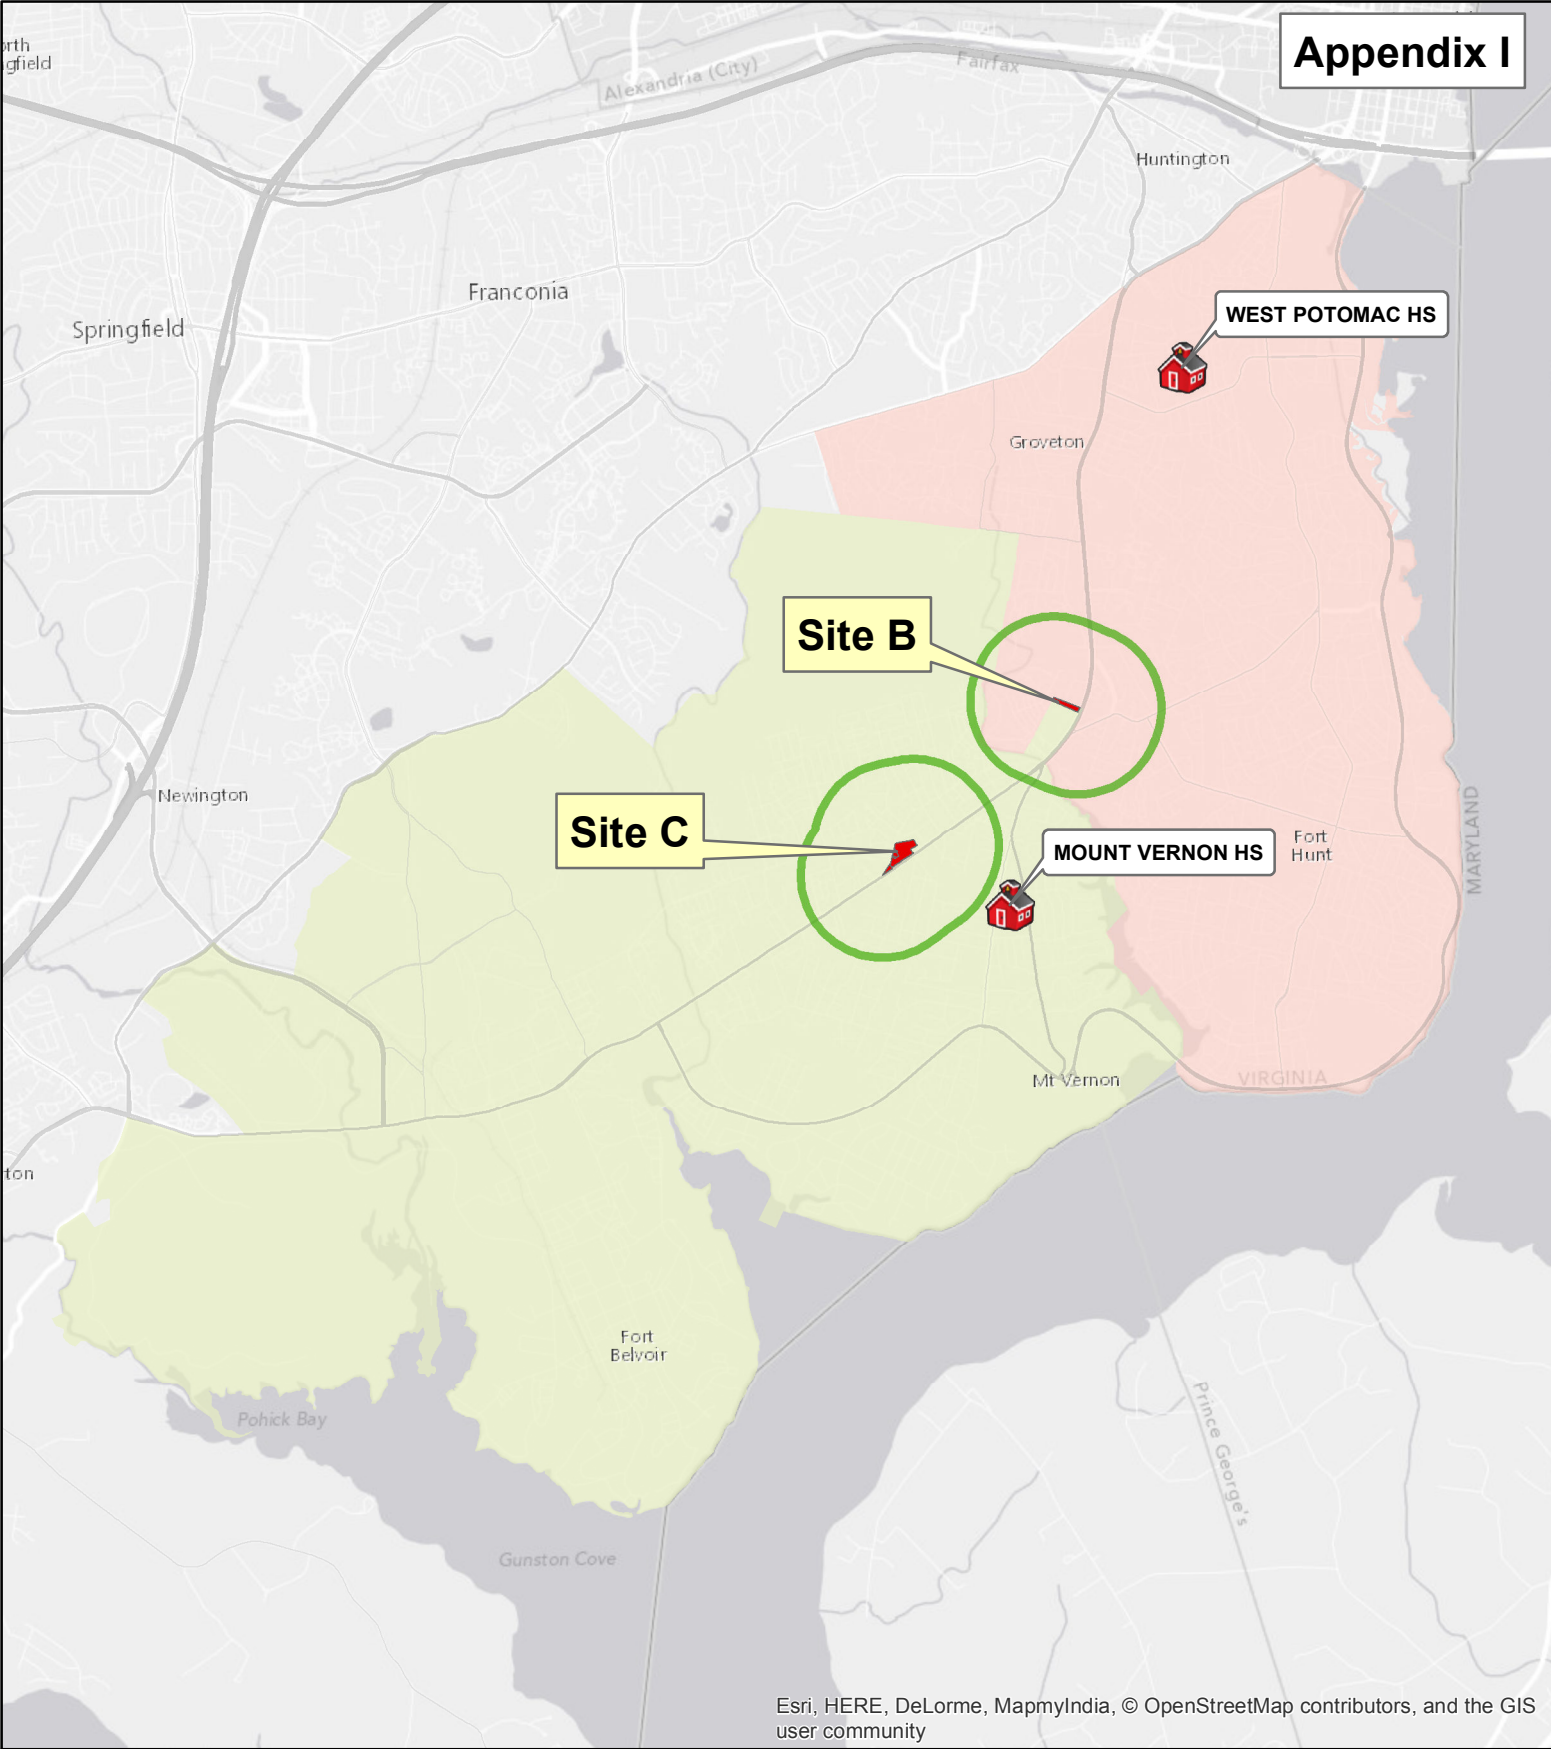 Appendix I
orth
gfield
Alexandria (City)
Fairfax
Huntington
Franconia
Springfield
WEST POTOMAC HS
Groveton
Site B
Newington
Site C
MOUNT VERNON HS
Fort
Hunt
MARYLAND
Mt Vernon
VIRGINIA
ton
Fort
Belvoir
Pohick Bay
Prince George's
Gunston Cove
Esri, HERE, DeLorme, MapmyIndia, © OpenStreetMap contributors, and the GIS
user community